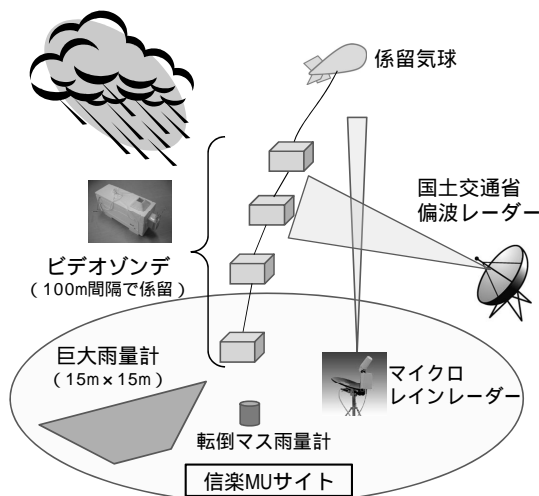 係留気球
国土交通省
偏波レーダー
ビデオゾンデ
(100m間隔で係留)
巨大雨量計
(15m×15m)
マイクロ
レインレーダー
転倒マス雨量計
信楽MUサイト